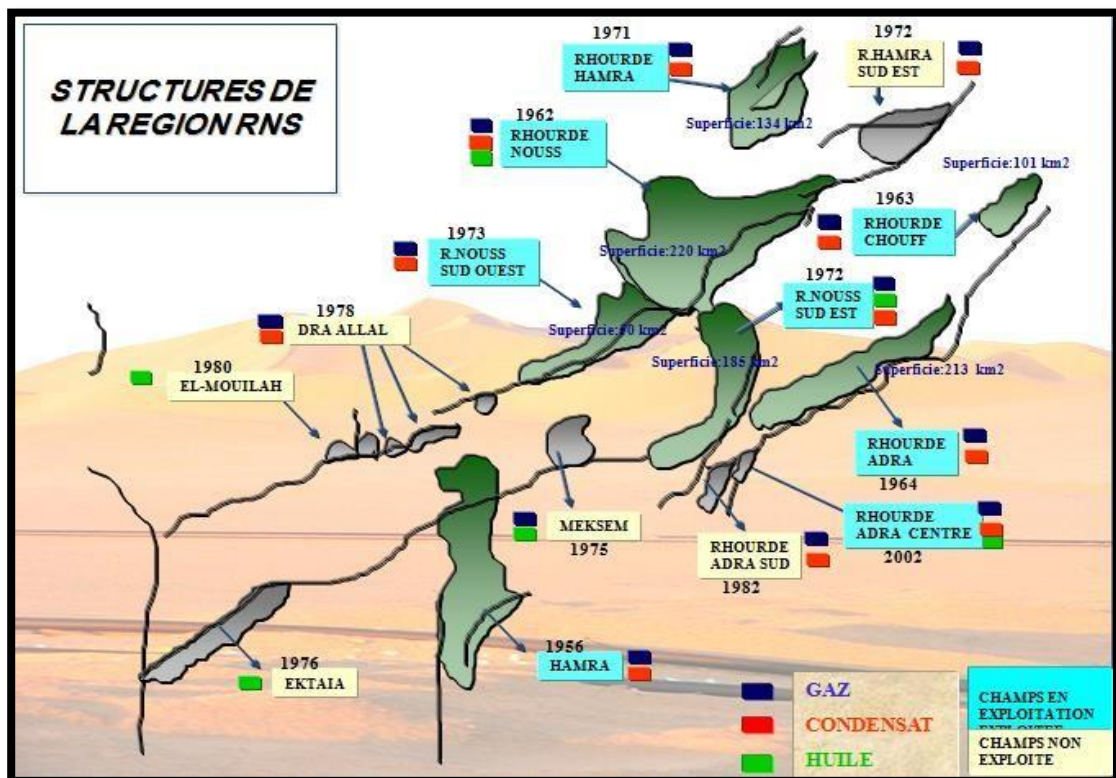 STRUCTURES DE
LA REGION RNS
1971
RHOURDE
HAMRA
1972
R.HAMRA
SUD EST
Superficie:134 km2
1962
RHOURDE
NOUSS
Superficie:101 km2
1963
RHOURDE
CHOUFF
1973
R.NOUSS
SUD OUEST
Superficie:220 km2
1972
R.NOUSS
SUD EST
1978
DRA ALLAL
Superficie: 0 km2
Superficie:185 km2
1980
EL-MOUILAH
Superficie:213 km2
RHOURDE
ADRA
1964
MEKSEM
1975
RHOURDE
ADRA CENTRE
2002
RHOURDE
ADRA SUD
1982
1956
HAMRA
1976
EKTAIA
GAZ
CONDENSAT
HUILE
CHAMPS EN
EXPLOITATION
CHAMPS NON
EXPLOITE